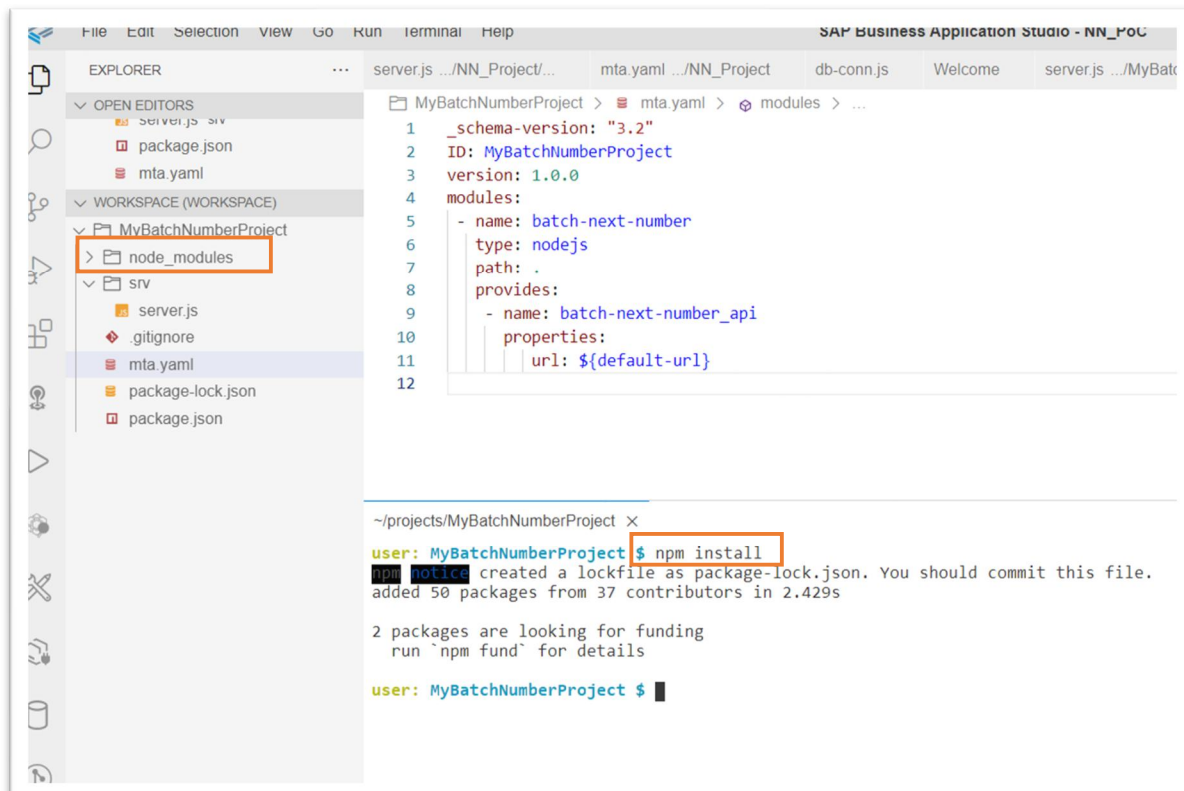 File Edit Selection View Go Run Terminal Help SAP Business Application Studio - NN_PoC
EXPLORER
OPEN EDITORS
server.js srv
package.json
mta.yaml
WORKSPACE (WORKSPACE)
MyBatchNumberProject
node_modules
srv
server.js
.gitignore
mta.yaml
package-lock.json
package.json
server.js .../NN_Project/... mta.yaml .../NN_Project db-conn.js Welcome server.js .../MyBatc
MyBatchNumberProject > mta.yaml > modules > ...
1 _schema-version: "3.2"
2 ID: MyBatchNumberProject
3 version: 1.0.0
4 modules:
5 - name: batch-next-number
6 type: nodejs
7 path: .
8 provides:
9 - name: batch-next-number_api
10 properties:
11 url: ${default-url}
12
~/projects/MyBatchNumberProject ×
user: MyBatchNumberProject $ npm install
npm notice created a lockfile as package-lock.json. You should commit this file.
added 50 packages from 37 contributors in 2.429s
2 packages are looking for funding
run `npm fund` for details
user: MyBatchNumberProject $